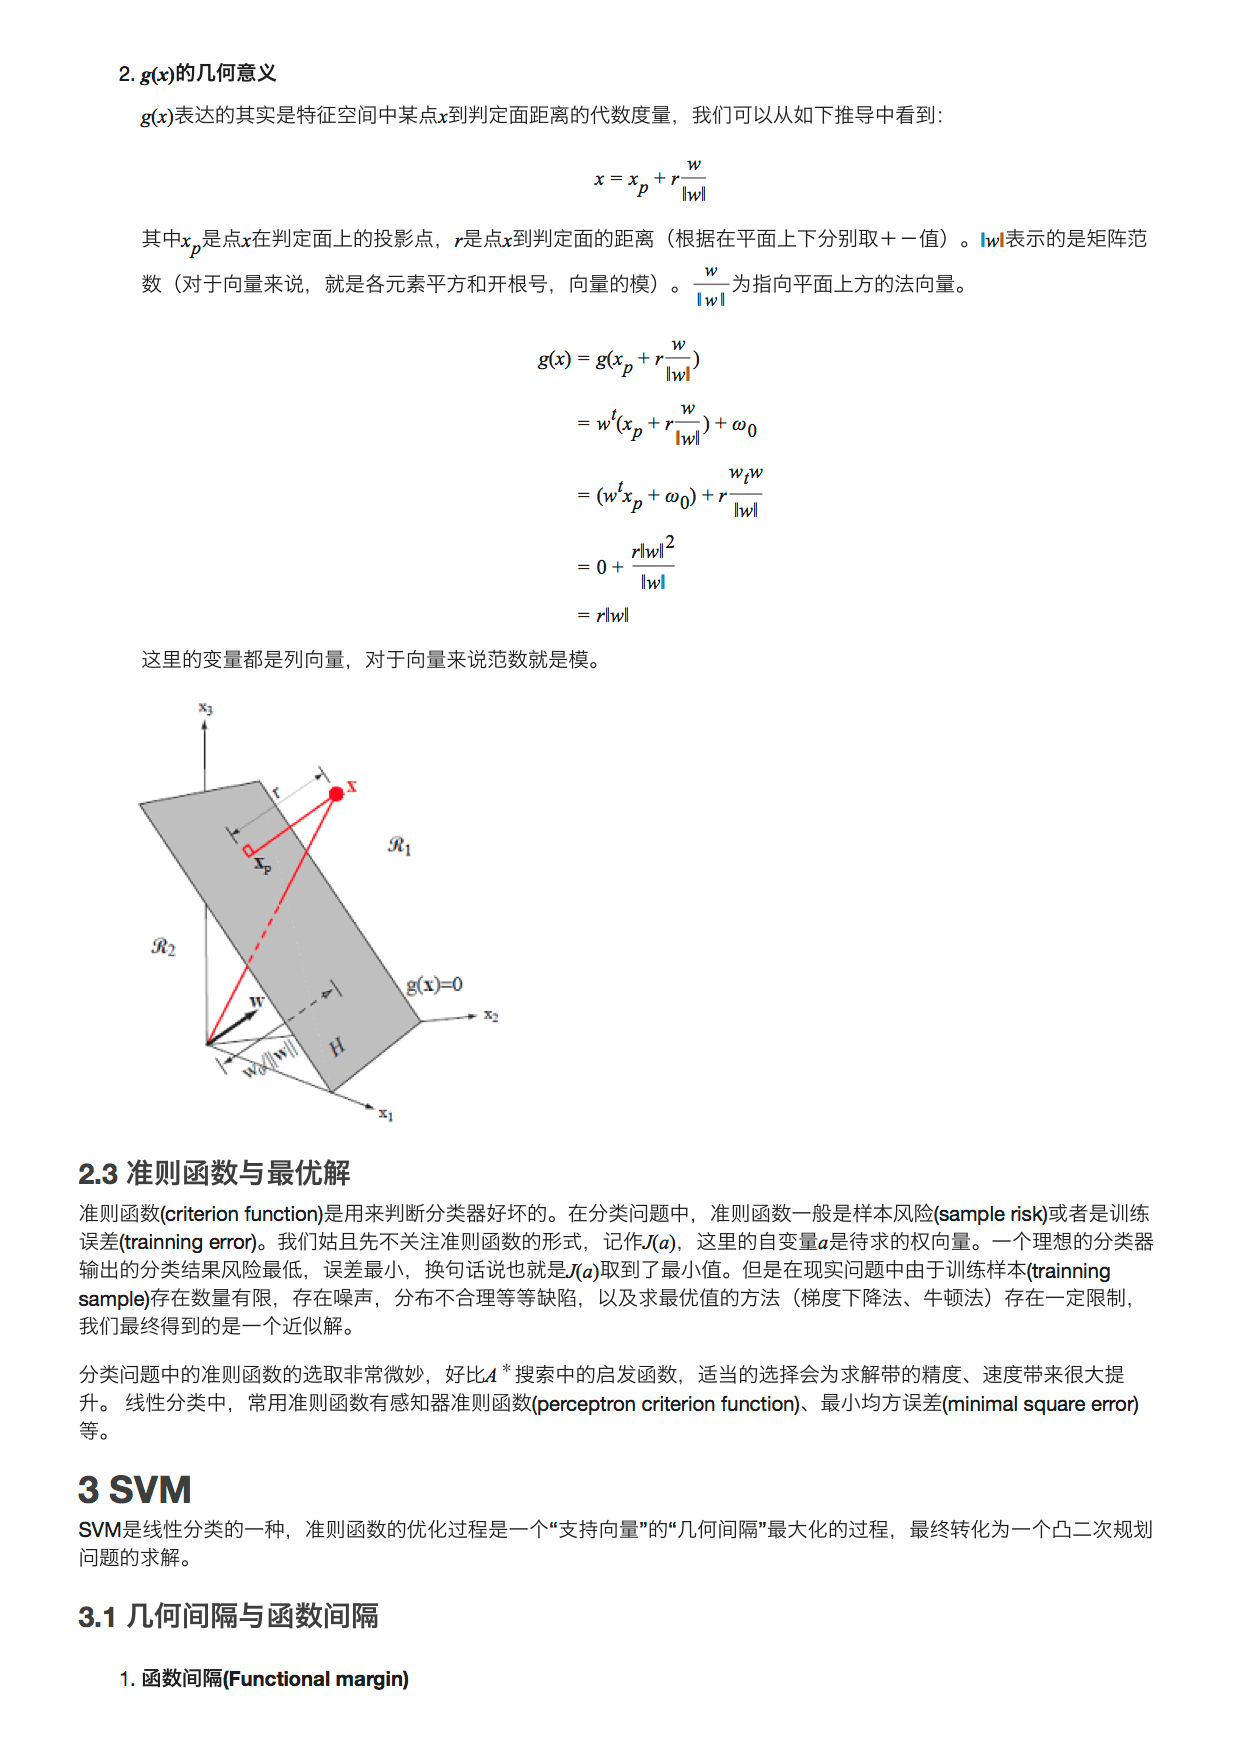 2. g(x)的几何意义
g(x)表达的其实是特征空间中某点x到判定面距离的代数度量，我们可以从如下推导中看到：
x = x_p + r w/‖w‖
其中x_p是点x在判定面上的投影点，r是点x到判定面的距离（根据在平面上下分别取＋－值）。‖w‖表示的是矩阵范
数（对于向量来说，就是各元素平方和开根号，向量的模）。w/‖w‖为指向平面上方的法向量。
g(x) = g(x_p + r w/‖w‖)
= w^t(x_p + r w/‖w‖) + ω_0
= (w^t x_p + ω_0) + r w_t w/‖w‖
= 0 + r‖w‖^2/‖w‖
= r‖w‖
这里的变量都是列向量，对于向量来说范数就是模。
x3
r
x
xp
ℛ1
ℛ2
w
g(x)=0
x2
w0/||w||
H
x1
2.3 准则函数与最优解
准则函数(criterion function)是用来判断分类器好坏的。在分类问题中，准则函数一般是样本风险(sample risk)或者是训练
误差(trainning error)。我们姑且先不关注准则函数的形式，记作J(a)，这里的自变量a是待求的权向量。一个理想的分类器
输出的分类结果风险最低，误差最小，换句话说也就是J(a)取到了最小值。但是在现实问题中由于训练样本(trainning
sample)存在数量有限，存在噪声，分布不合理等等缺陷，以及求最优值的方法（梯度下降法、牛顿法）存在一定限制，
我们最终得到的是一个近似解。
分类问题中的准则函数的选取非常微妙，好比A*搜索中的启发函数，适当的选择会为求解带的精度、速度带来很大提
升。 线性分类中，常用准则函数有感知器准则函数(perceptron criterion function)、最小均方误差(minimal square error)
等。
3 SVM
SVM是线性分类的一种，准则函数的优化过程是一个“支持向量”的“几何间隔”最大化的过程，最终转化为一个凸二次规划
问题的求解。
3.1 几何间隔与函数间隔
1. 函数间隔(Functional margin)